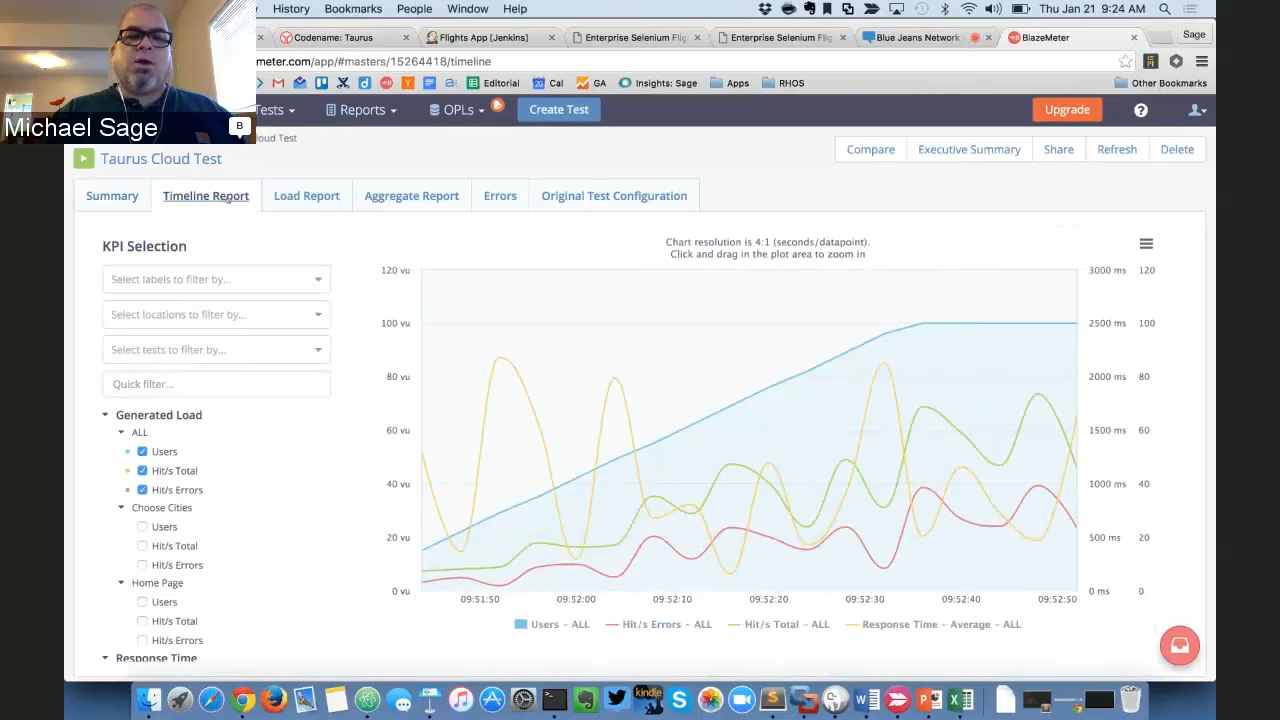 History Bookmarks People Window Help Thu Jan 21 9:24 AM
Codename: Taurus Flights App [Jenkins] Enterprise Selenium Flig Enterprise Selenium Flig Blue Jeans Network BlazeMeter Sage
meter.com/app/#masters/15264418/timeline
Editorial Cal GA Insights: Sage Apps RHOS Other Bookmarks
Tests Reports OPLs Create Test Upgrade
Michael Sage B
oud Test
Taurus Cloud Test
Compare Executive Summary Share Refresh Delete
Summary Timeline Report Load Report Aggregate Report Errors Original Test Configuration
KPI Selection
Select labels to filter by...
Select locations to filter by...
Select tests to filter by...
Quick filter...
Generated Load
ALL
Users
Hit/s Total
Hit/s Errors
Choose Cities
Users
Hit/s Total
Hit/s Errors
Home Page
Users
Hit/s Total
Hit/s Errors
Response Time
Chart resolution is 4:1 (seconds/datapoint).
Click and drag in the plot area to zoom in
120 vu 3000 ms 120
100 vu 2500 ms 100
80 vu 2000 ms 80
60 vu 1500 ms 60
40 vu 1000 ms 40
20 vu 500 ms 20
0 vu 0 ms 0
09:51:50 09:52:00 09:52:10 09:52:20 09:52:30 09:52:40 09:52:50
Users - ALL Hit/s Errors - ALL Hit/s Total - ALL Response Time - Average - ALL
kindle